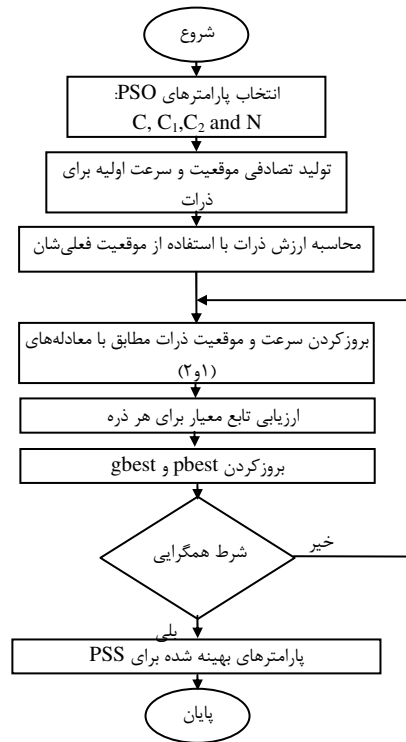 شروع
انتخاب پارامترهای PSO:
C, C1,C2 and N
تولید تصادفی موقعیت و سرعت اولیه برای
ذرات
محاسبه ارزش ذرات با استفاده از موقعیت فعلی‌شان
بروزکردن سرعت و موقعیت ذرات مطابق با معادله‌های
(۱و۲)
ارزیابی تابع معیار برای هر ذره
بروزکردن pbest و gbest
شرط همگرایی
خیر
بلی
پارامترهای بهینه شده برای PSS
پایان